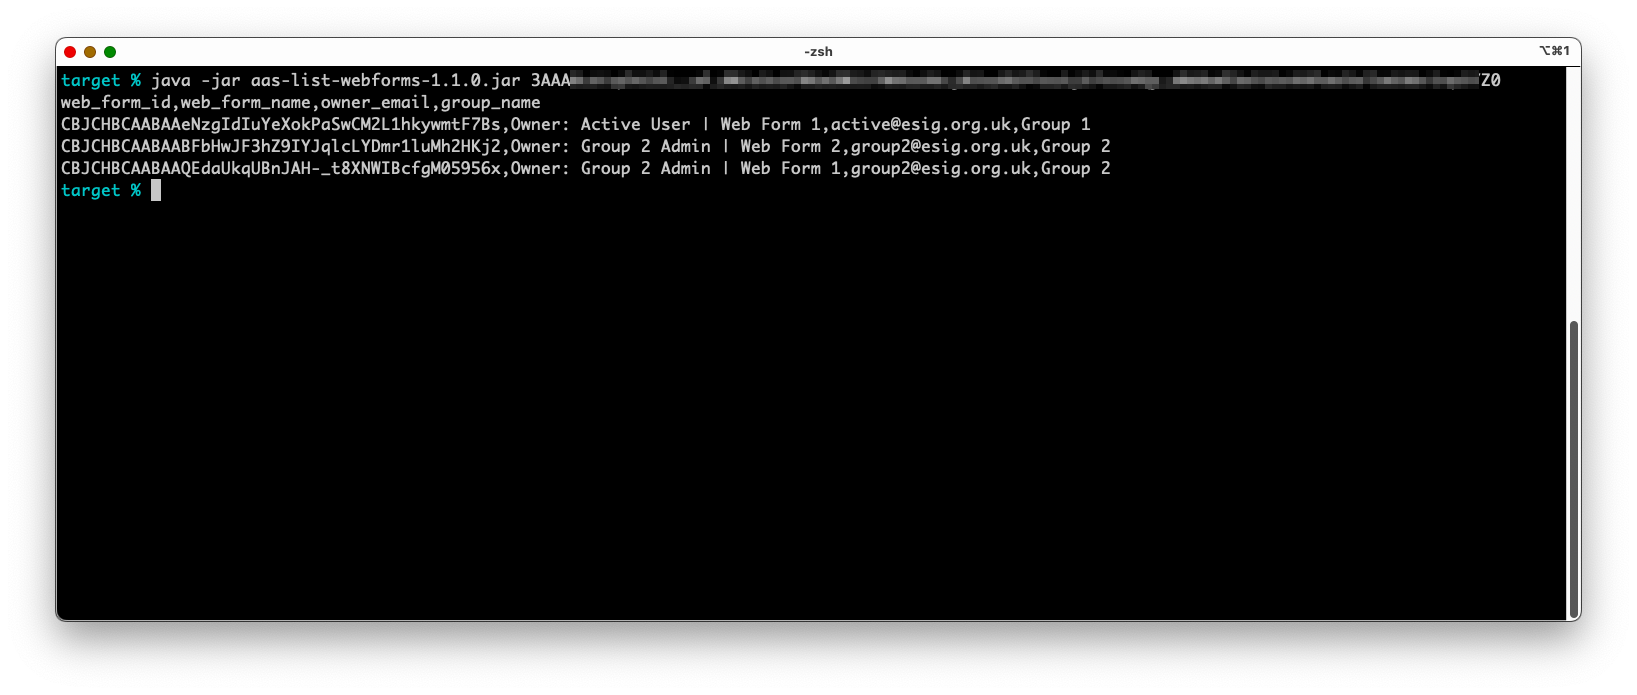 -zsh
⌥⌘1
target % java -jar aas-list-webforms-1.1.0.jar 3AAA Z0
web_form_id,web_form_name,owner_email,group_name
CBJCHBCAABAAeNzgIdIuYeXokPaSwCM2L1hkywmtF7Bs,Owner: Active User | Web Form 1,active@esig.org.uk,Group 1
CBJCHBCAABAABFbHwJF3hZ9IYJqlcLYDmr1luMh2HKj2,Owner: Group 2 Admin | Web Form 2,group2@esig.org.uk,Group 2
CBJCHBCAABAAQEdaUkqUBnJAH-_t8XNWIBcfgM05956x,Owner: Group 2 Admin | Web Form 1,group2@esig.org.uk,Group 2
target %